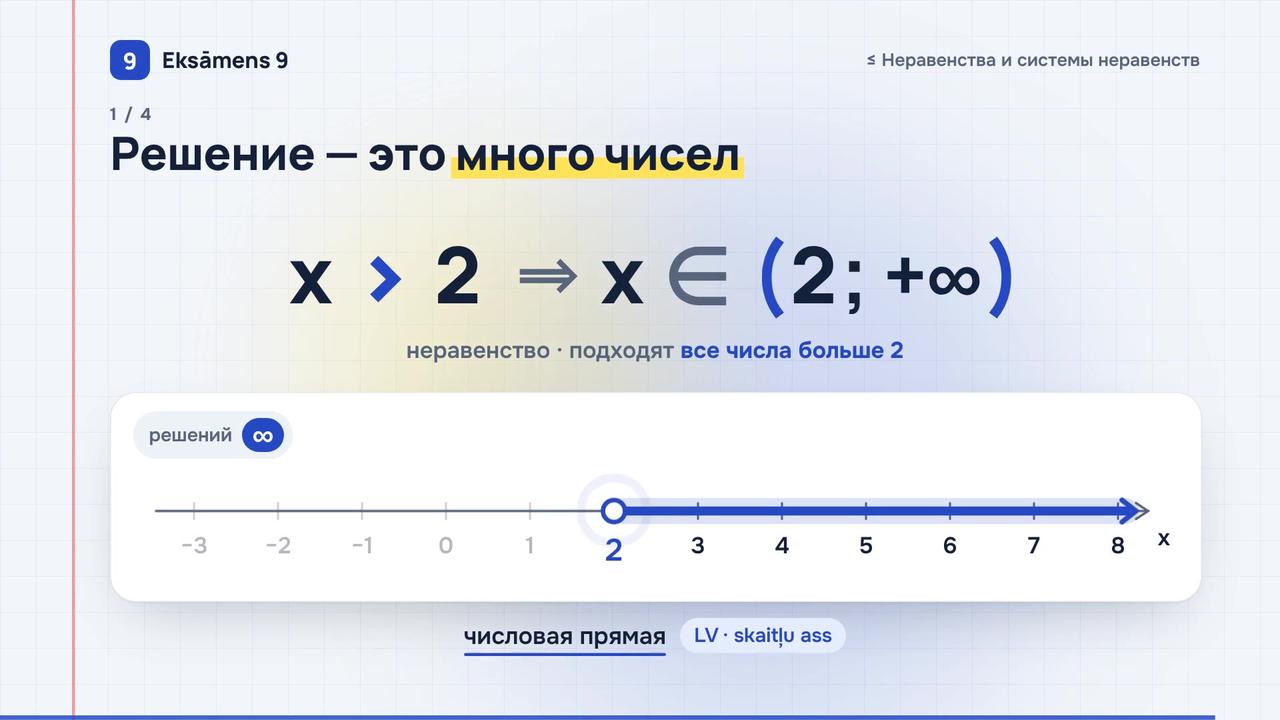 9 Eksāmens 9
≤ Неравенства и системы неравенств
1 / 4
Решение — это много чисел
x > 2 ⇒ x ∈ (2; +∞)
неравенство · подходят все числа больше 2
решений ∞
−3 −2 −1 0 1 2 3 4 5 6 7 8 x
числовая прямая LV · skaitļu ass